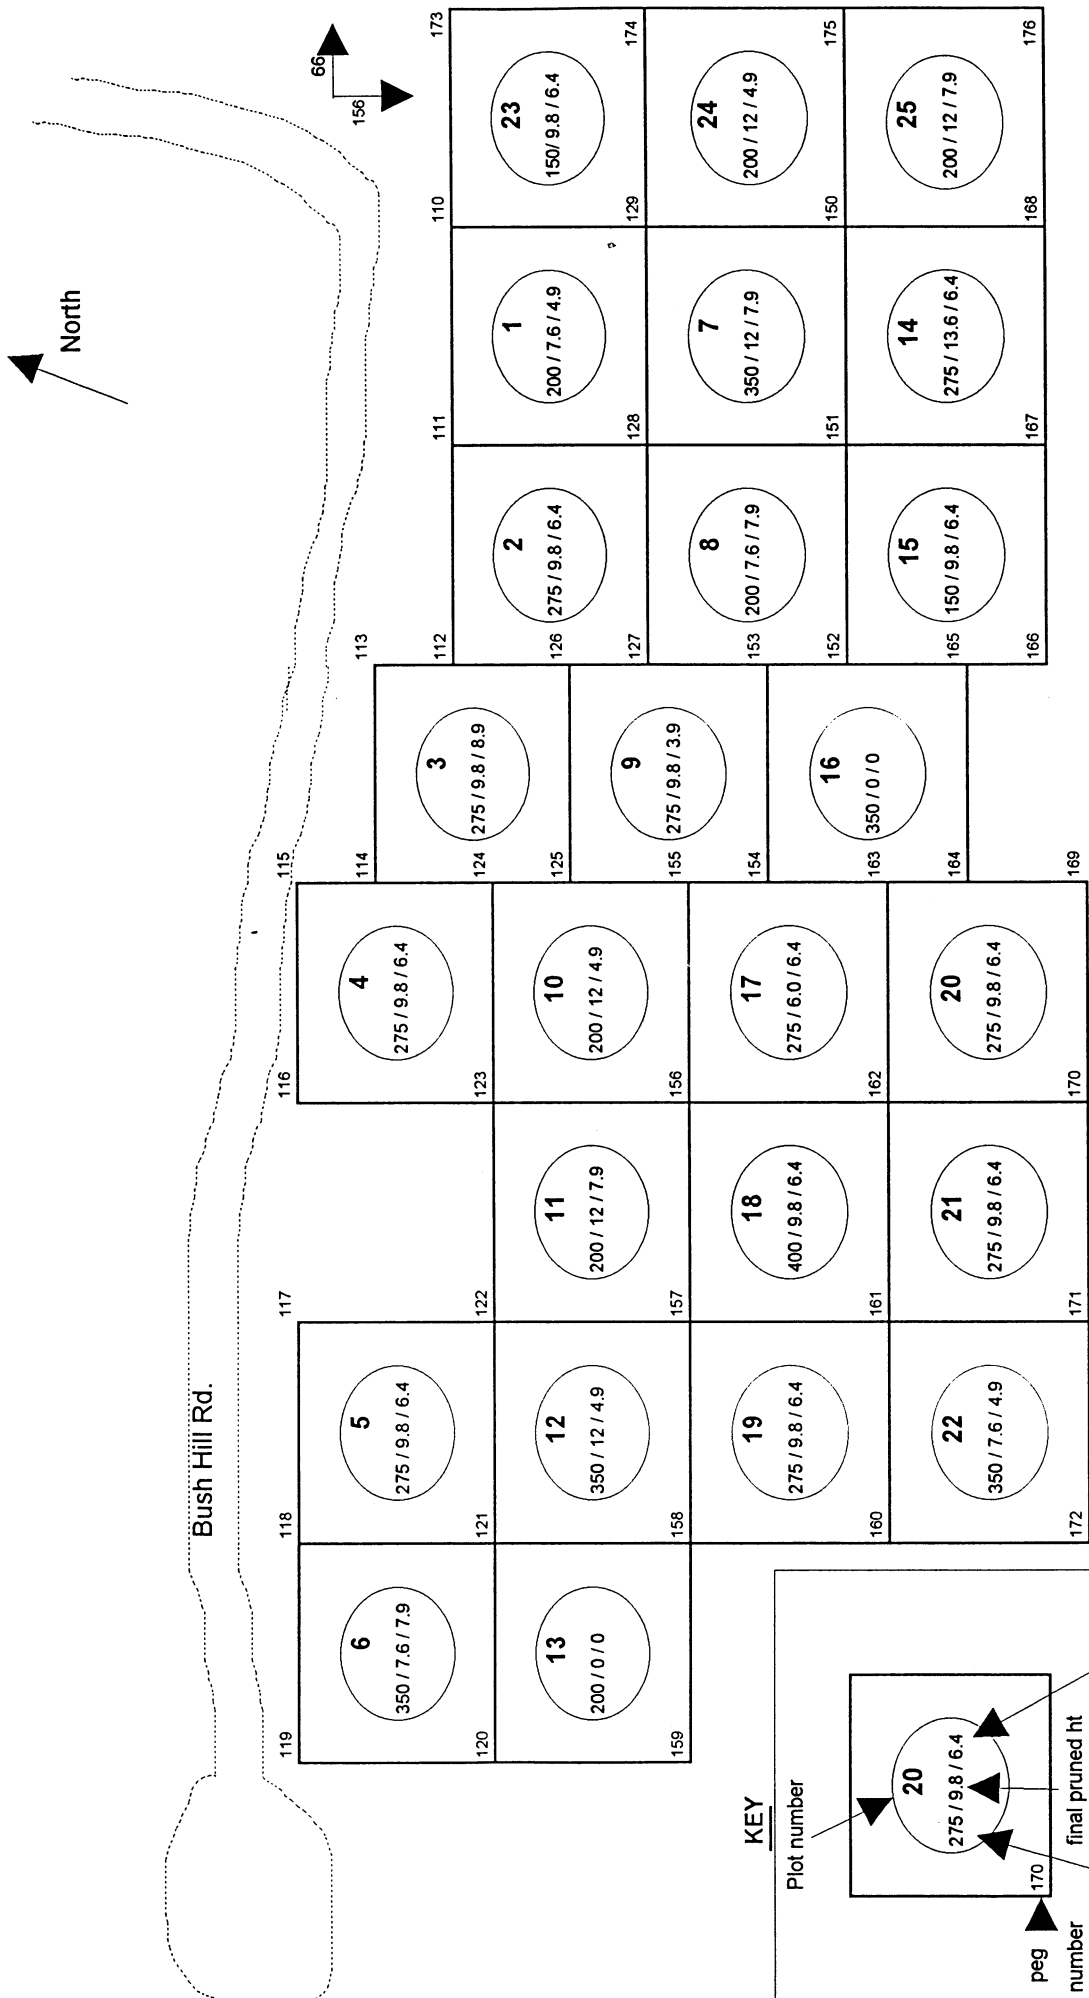 North
Bush Hill Rd.
119
118
117
116
115
66
156
6
350 / 7.6 / 7.9
5
275 / 9.8 / 6.4
4
275 / 9.8 / 6.4
114
113
112
111
110
173
3
275 / 9.8 / 8.9
2
275 / 9.8 / 6.4
1
200 / 7.6 / 4.9
23
150/ 9.8 / 6.4
120
121
122
123
124
125
126
127
128
129
174
13
200 / 0 / 0
12
350 / 12 / 4.9
11
200 / 12 / 7.9
10
200 / 12 / 4.9
9
275 / 9.8 / 3.9
8
200 / 7.6 / 7.9
7
350 / 12 / 7.9
24
200 / 12 / 4.9
159
158
157
156
155
154
153
152
151
150
175
19
275 / 9.8 / 6.4
18
400 / 9.8 / 6.4
17
275 / 6.0 / 6.4
16
350 / 0 / 0
15
150 / 9.8 / 6.4
14
275 / 13.6 / 6.4
25
200 / 12 / 7.9
160
161
162
163
164
165
166
167
168
176
22
350 / 7.6 / 4.9
21
275 / 9.8 / 6.4
20
275 / 9.8 / 6.4
172
171
170
169
KEY
Plot number
20
275 / 9.8 / 6.4
170
peg
number
final pruned ht